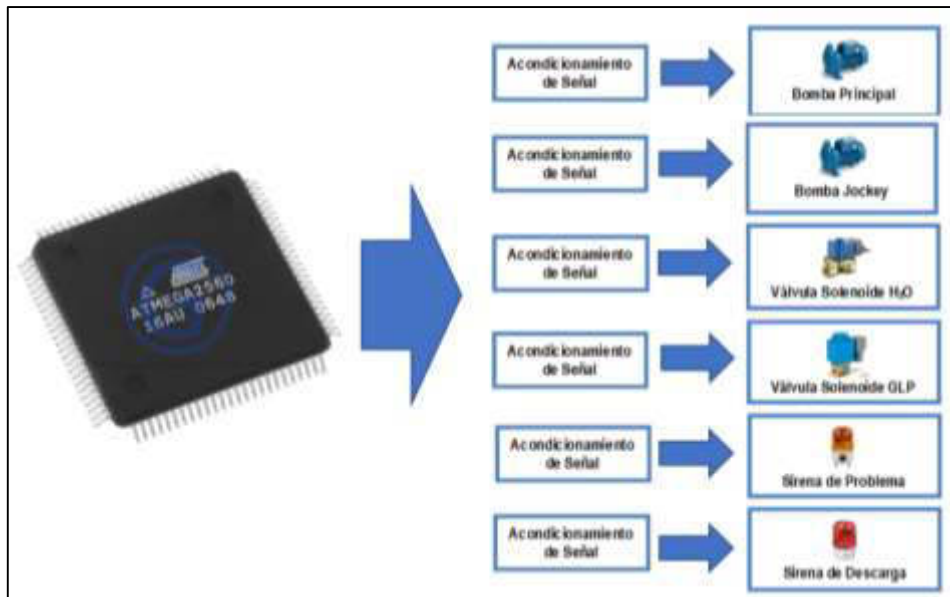 Acondicionamiento
de Señal
Bomba Principal
Acondicionamiento
de Señal
Bomba Jockey
Acondicionamiento
de Señal
Válvula Solenoide H₂O
Acondicionamiento
de Señal
Válvula Solenoide GLP
Acondicionamiento
de Señal
Sirena de Problema
Acondicionamiento
de Señal
Sirena de Descarga
ATMEGA2560
16AU 0648